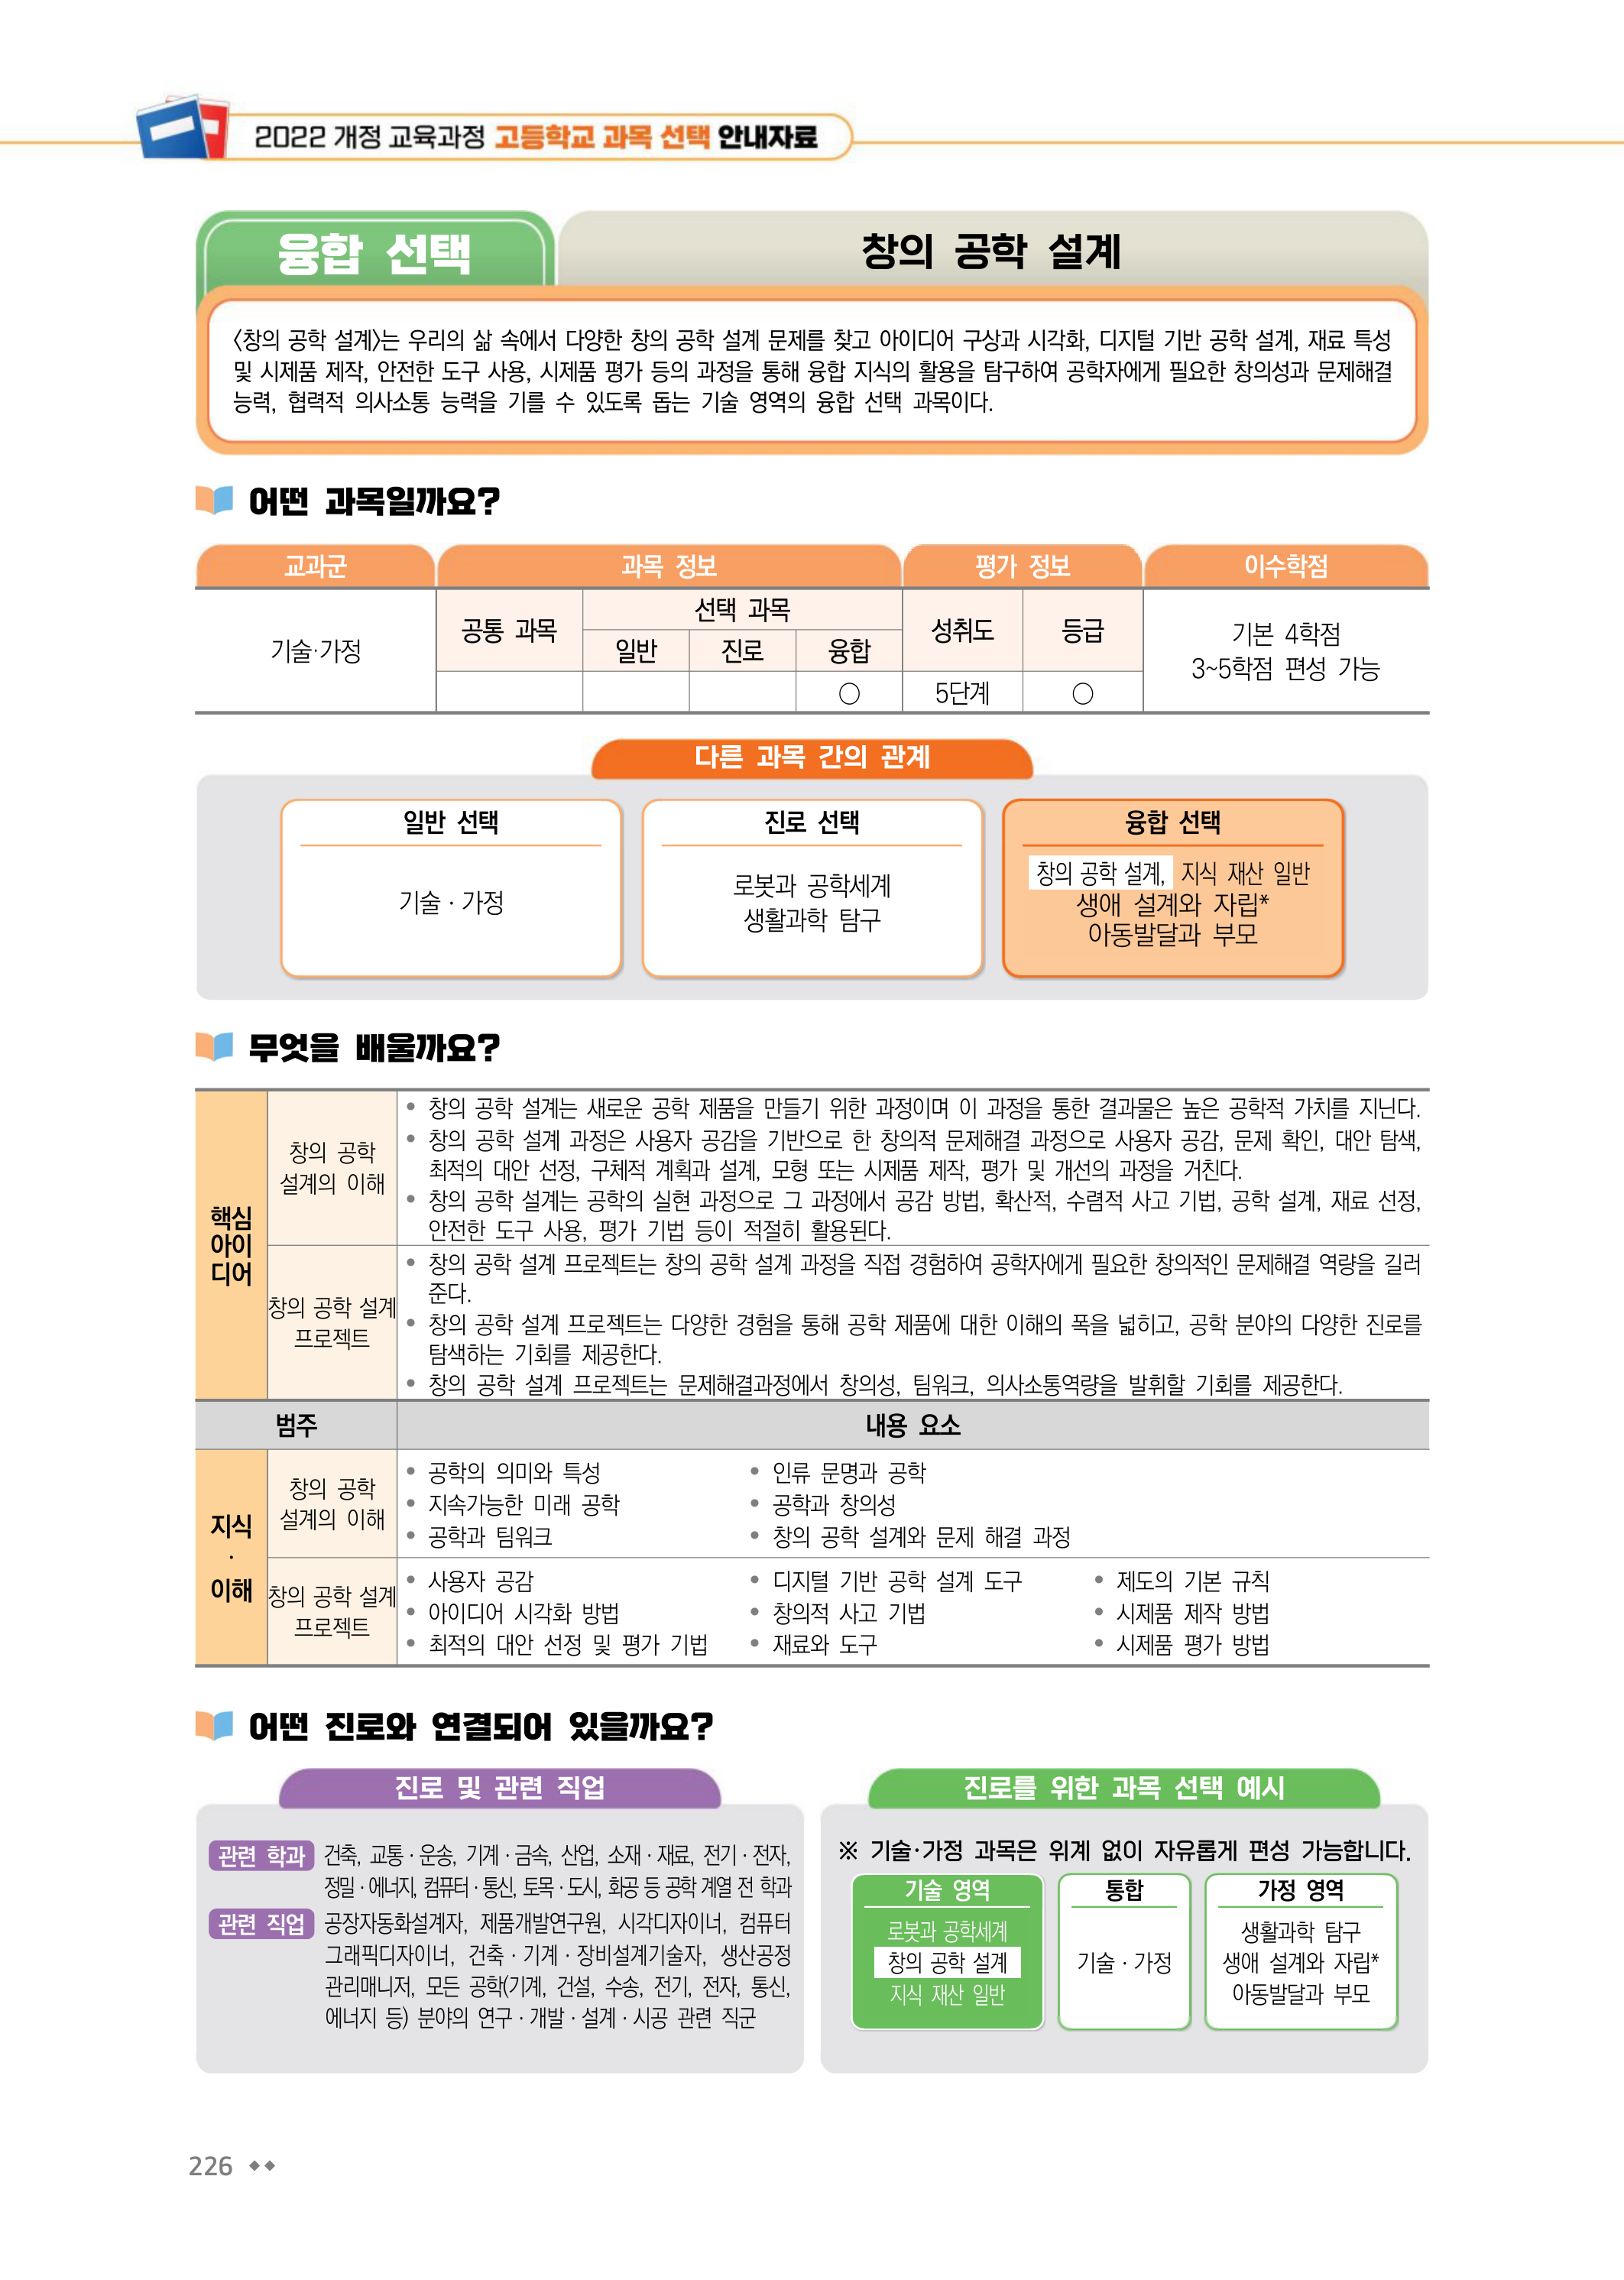 2022 개정 교육과정 고등학교 과목 선택 안내자료
융합 선택
창의 공학 설계
〈창의 공학 설계〉는 우리의 삶 속에서 다양한 창의 공학 설계 문제를 찾고 아이디어 구상과 시각화, 디지털 기반 공학 설계, 재료 특성
및 시제품 제작, 안전한 도구 사용, 시제품 평가 등의 과정을 통해 융합 지식의 활용을 탐구하여 공학자에게 필요한 창의성과 문제해결
능력, 협력적 의사소통 능력을 기를 수 있도록 돕는 기술 영역의 융합 선택 과목이다.
어떤 과목일까요?
교과군 과목 정보 평가 정보 이수학점
기술·가정
공통 과목
선택 과목
일반 진로 융합
성취도 등급
○ 5단계 ○
기본 4학점
3~5학점 편성 가능
다른 과목 간의 관계
일반 선택
기술 · 가정
진로 선택
로봇과 공학세계
생활과학 탐구
융합 선택
창의 공학 설계, 지식 재산 일반
생애 설계와 자립*
아동발달과 부모
무엇을 배울까요?
핵심
아이
디어
창의 공학
설계의 이해
• 창의 공학 설계는 새로운 공학 제품을 만들기 위한 과정이며 이 과정을 통한 결과물은 높은 공학적 가치를 지닌다.
• 창의 공학 설계 과정은 사용자 공감을 기반으로 한 창의적 문제해결 과정으로 사용자 공감, 문제 확인, 대안 탐색,
최적의 대안 선정, 구체적 계획과 설계, 모형 또는 시제품 제작, 평가 및 개선의 과정을 거친다.
• 창의 공학 설계는 공학의 실현 과정으로 그 과정에서 공감 방법, 확산적, 수렴적 사고 기법, 공학 설계, 재료 선정,
안전한 도구 사용, 평가 기법 등이 적절히 활용된다.
창의 공학 설계
프로젝트
• 창의 공학 설계 프로젝트는 창의 공학 설계 과정을 직접 경험하여 공학자에게 필요한 창의적인 문제해결 역량을 길러
준다.
• 창의 공학 설계 프로젝트는 다양한 경험을 통해 공학 제품에 대한 이해의 폭을 넓히고, 공학 분야의 다양한 진로를
탐색하는 기회를 제공한다.
• 창의 공학 설계 프로젝트는 문제해결과정에서 창의성, 팀워크, 의사소통역량을 발휘할 기회를 제공한다.
범주 내용 요소
지식
·
이해
창의 공학
설계의 이해
• 공학의 의미와 특성 • 인류 문명과 공학
• 지속가능한 미래 공학 • 공학과 창의성
• 공학과 팀워크 • 창의 공학 설계와 문제 해결 과정
창의 공학 설계
프로젝트
• 사용자 공감 • 디지털 기반 공학 설계 도구 • 제도의 기본 규칙
• 아이디어 시각화 방법 • 창의적 사고 기법 • 시제품 제작 방법
• 최적의 대안 선정 및 평가 기법 • 재료와 도구 • 시제품 평가 방법
어떤 진로와 연결되어 있을까요?
진로 및 관련 직업
관련 학과 건축, 교통 · 운송, 기계 · 금속, 산업, 소재 · 재료, 전기 · 전자,
정밀 · 에너지, 컴퓨터 · 통신, 토목 · 도시, 화공 등 공학 계열 전 학과
관련 직업 공장자동화설계자, 제품개발연구원, 시각디자이너, 컴퓨터
그래픽디자이너, 건축 · 기계 · 장비설계기술자, 생산공정
관리매니저, 모든 공학(기계, 건설, 수송, 전기, 전자, 통신,
에너지 등) 분야의 연구 · 개발 · 설계 · 시공 관련 직군
진로를 위한 과목 선택 예시
※ 기술·가정 과목은 위계 없이 자유롭게 편성 가능합니다.
기술 영역
로봇과 공학세계
창의 공학 설계
지식 재산 일반
통합
기술 · 가정
가정 영역
생활과학 탐구
생애 설계와 자립*
아동발달과 부모
226 ◆◆